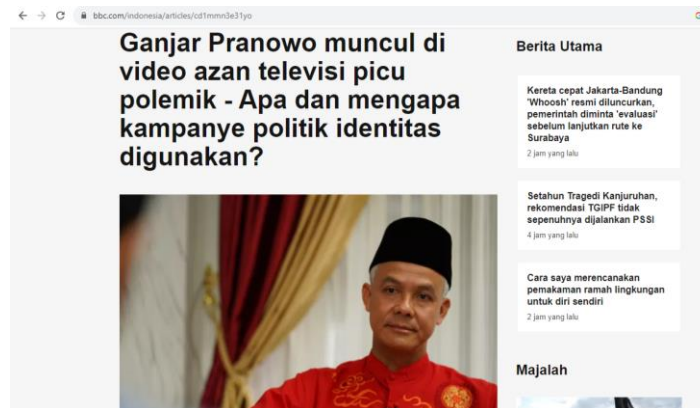 bbc.com/indonesia/articles/cd1mmn3e31yo
Ganjar Pranowo muncul di
video azan televisi picu
polemik - Apa dan mengapa
kampanye politik identitas
digunakan?
Berita Utama
Kereta cepat Jakarta-Bandung
'Whoosh' resmi diluncurkan,
pemerintah diminta 'evaluasi'
sebelum lanjutkan rute ke
Surabaya
2 jam yang lalu
Setahun Tragedi Kanjuruhan,
rekomendasi TGIPF tidak
sepenuhnya dijalankan PSSI
4 jam yang lalu
Cara saya merencanakan
pemakaman ramah lingkungan
untuk diri sendiri
2 jam yang lalu
Majalah